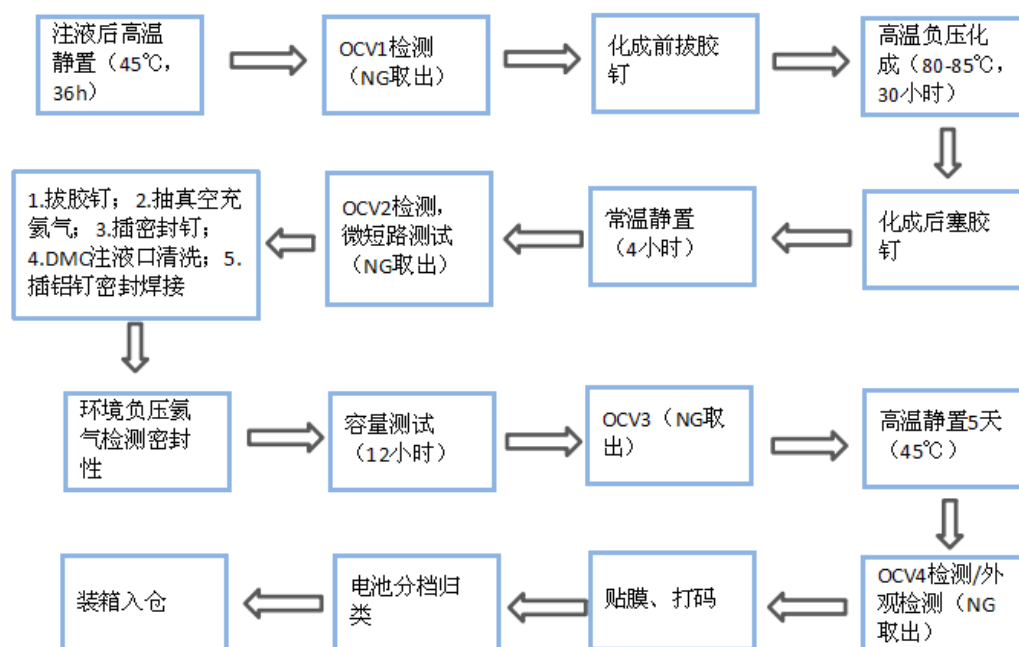 注液后高温
静置（45℃，
36h）
OCV1检测
（NG取出）
化成前拔胶
钉
高温负压化
成（80-85℃，
30小时）
化成后塞胶
钉
常温静置
（4小时）
OCV2检测，
微短路测试
（NG取出）
1.拔胶钉；2.抽真空充
氦气；3.插密封钉；
4.DMC注液口清洗；5.
插铝钉密封焊接
环境负压氦
气检测密封
性
容量测试
（12小时）
OCV3（NG取
出）
高温静置5天
（45℃）
OCV4检测/外
观检测（NG
取出）
贴膜、打码
电池分档归
类
装箱入仓